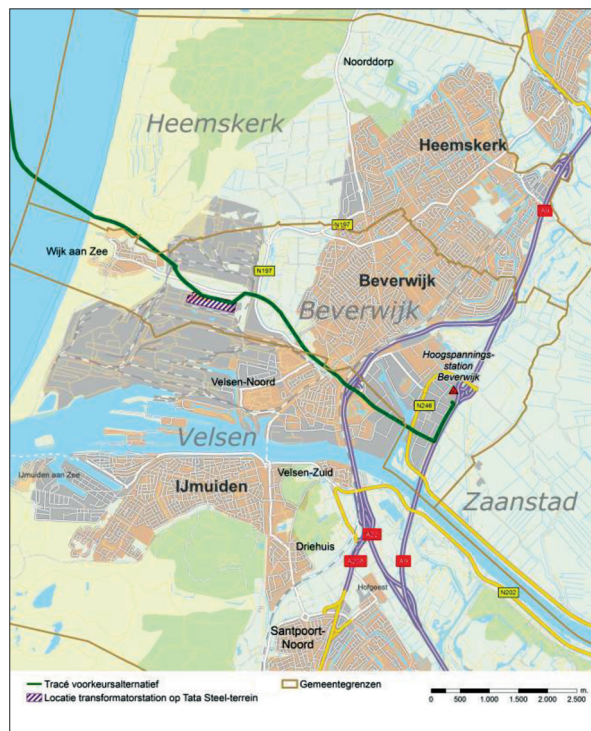 Noorddorp
Heemskerk
Heemskerk
A9
N197
Wijk aan Zee
N197
Beverwijk
Beverwijk
Hoogspannings-
station
Beverwijk
Velsen-Noord
N246
Velsen
IJmuiden aan Zee
Velsen-Zuid
IJmuiden
Zaanstad
A22
Driehuis
A208
A9
Hofgeest
N202
Santpoort-
Noord
Tracé voorkeursalternatief
Gemeentegrenzen
Locatie transformatorstation op Tata Steel-terrein
0 500 1.000 1.500 2.000 2.500 m.